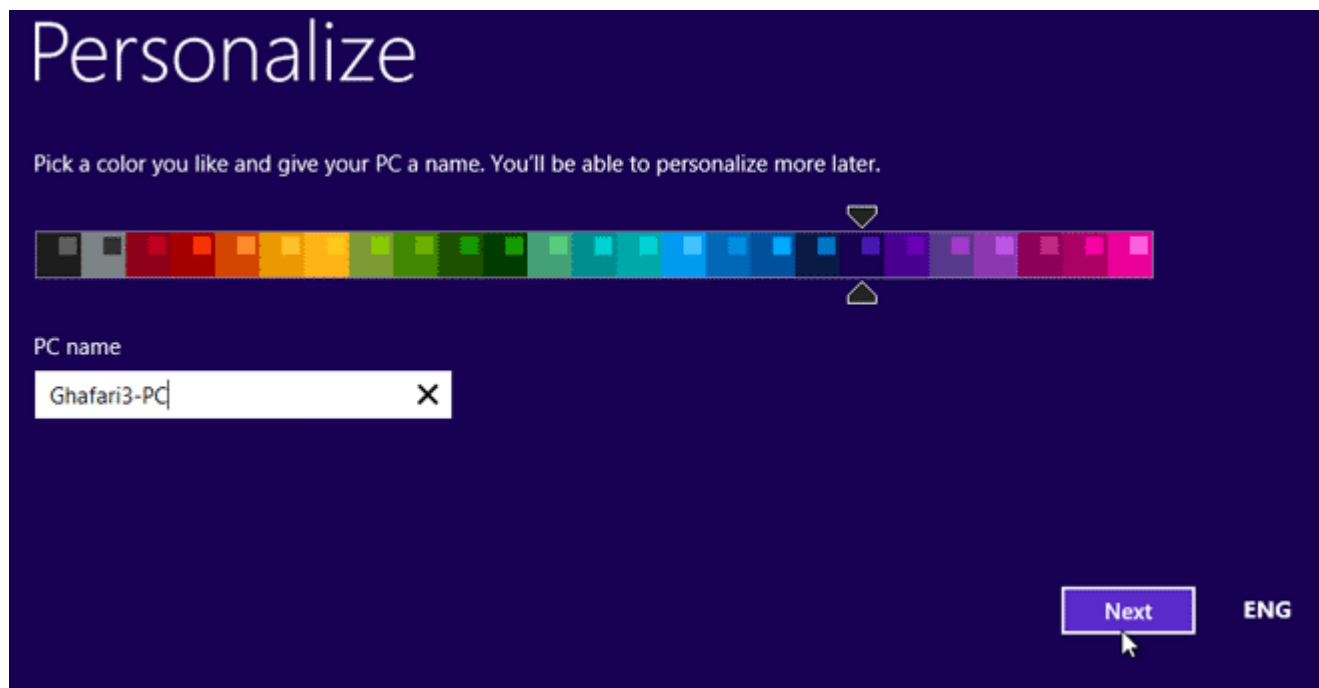 Personalize
Pick a color you like and give your PC a name. You'll be able to personalize more later.
PC name
Ghafari3-PC
Next
ENG